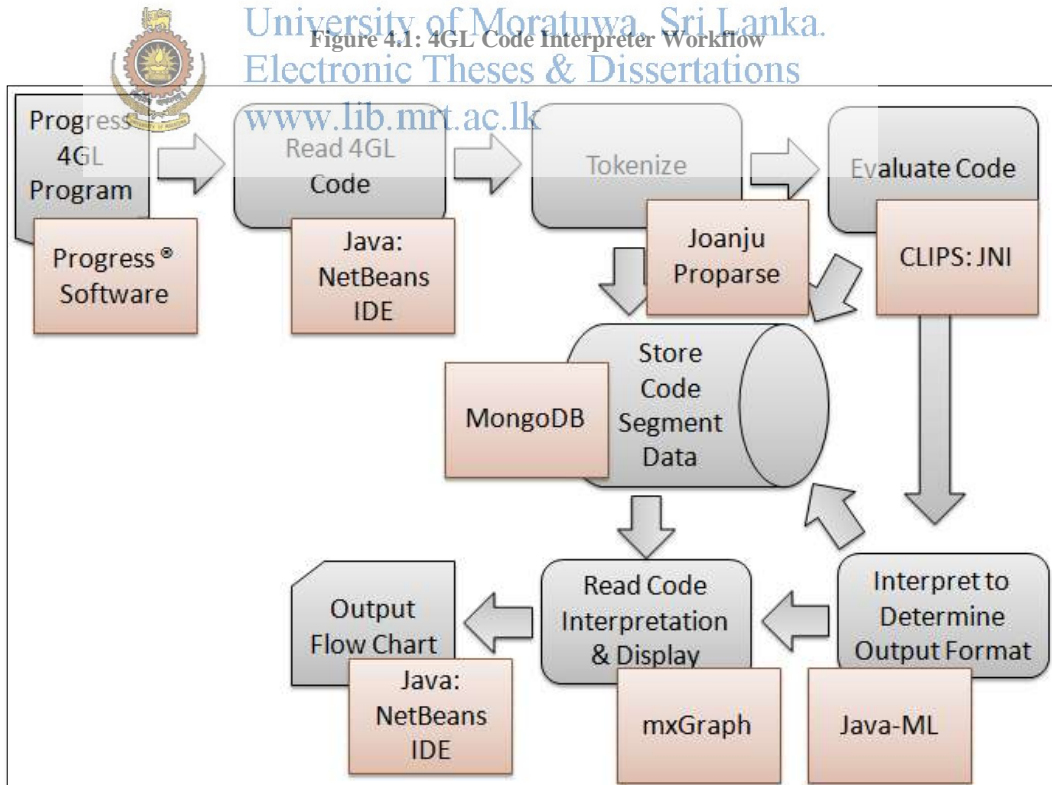 University of Moratuwa, Sri Lanka.
Figure 4.1: 4GL Code Interpreter Workflow
Electronic Theses & Dissertations
www.lib.mrt.ac.lk
Progress
4GL
Program
Progress ®
Software
Read 4GL
Code
Java:
NetBeans
IDE
Tokenize
Joanju
Proparse
Evaluate Code
CLIPS: JNI
Store
Code
Segment
Data
MongoDB
Interpret to
Determine
Output Format
Java-ML
Read Code
Interpretation
& Display
mxGraph
Output
Flow Chart
Java:
NetBeans
IDE